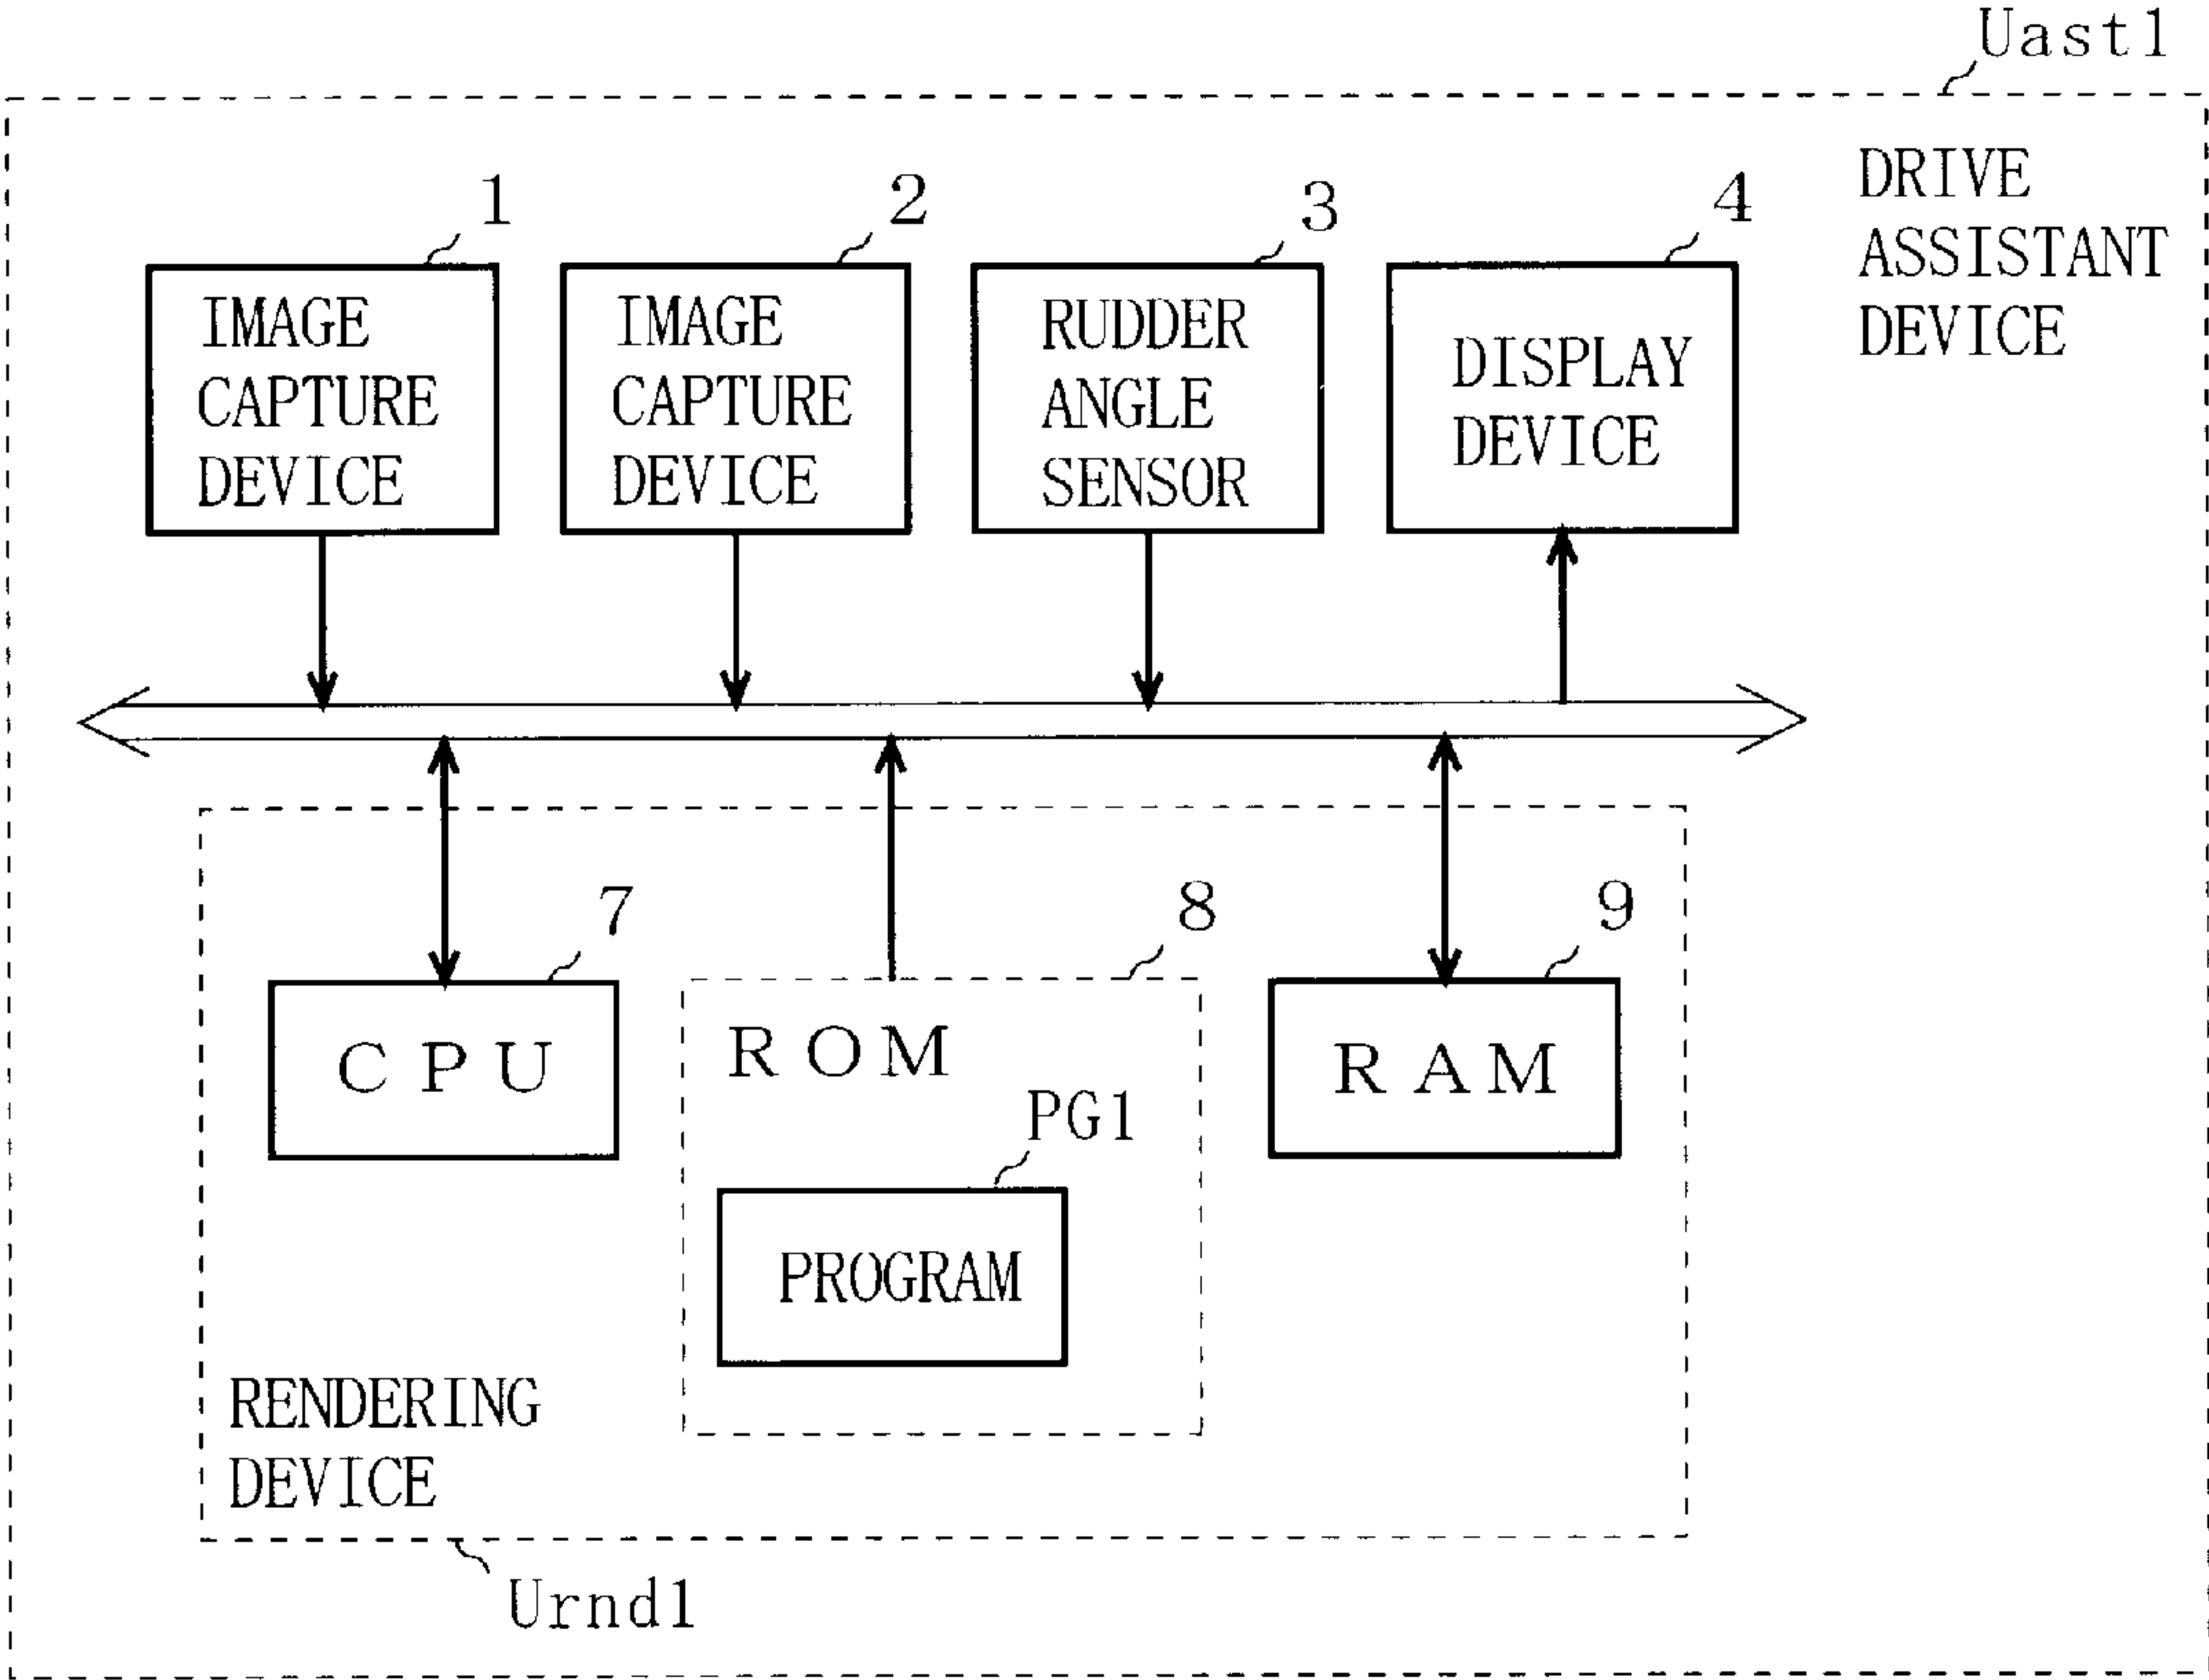 Uast1
DRIVE
ASSISTANT
DEVICE
1
IMAGE
CAPTURE
DEVICE
2
IMAGE
CAPTURE
DEVICE
3
RUDDER
ANGLE
SENSOR
4
DISPLAY
DEVICE
7
CPU
8
ROM
PG1
PROGRAM
9
RAM
RENDERING
DEVICE
Urnd1